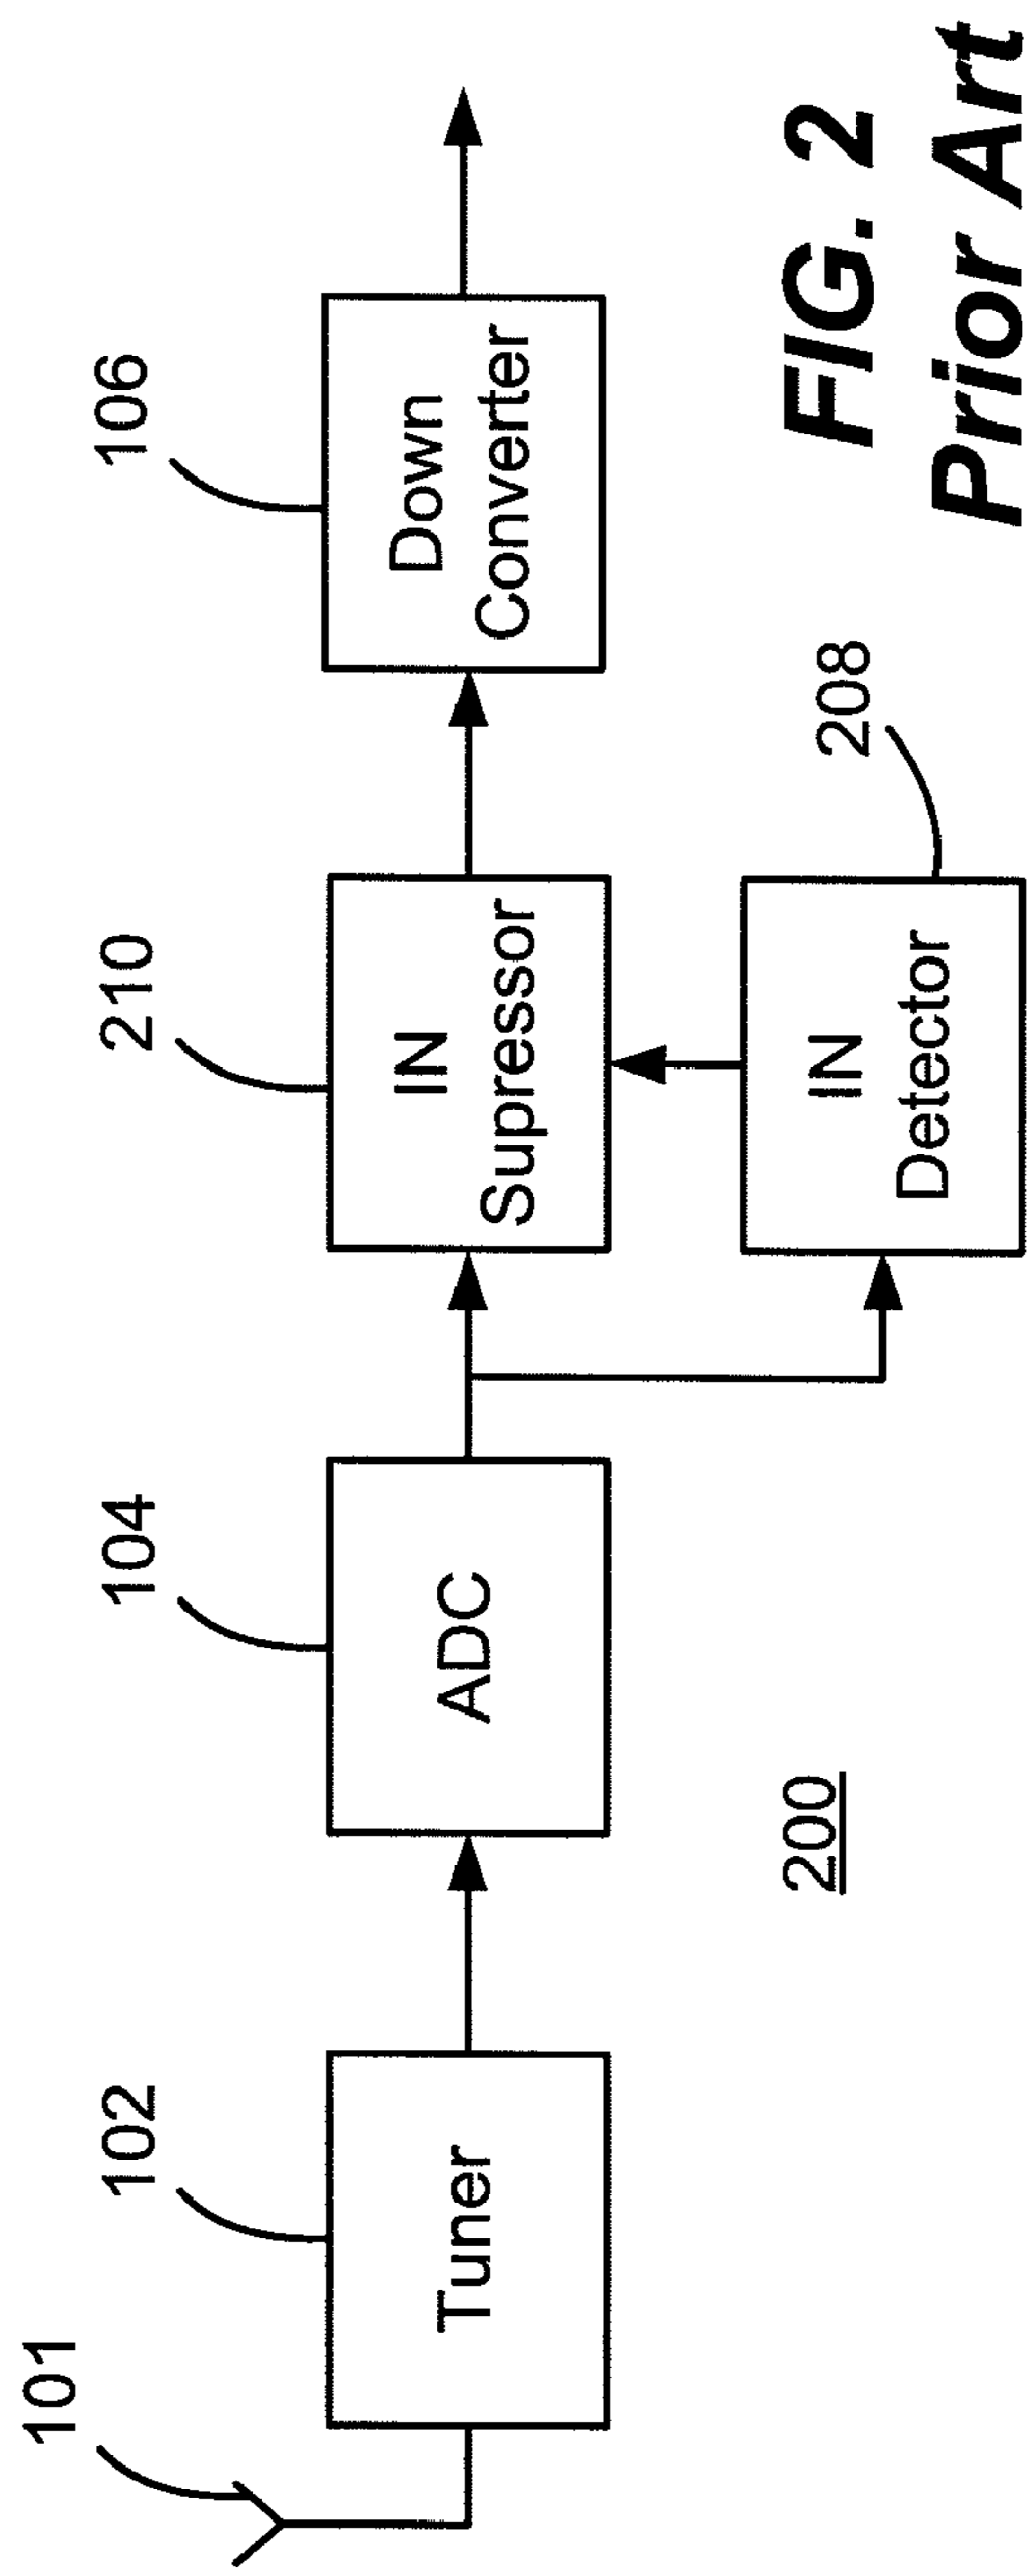 101
102
104
210
106
Tuner
ADC
IN
Supressor
Down
Converter
IN
Detector
208
200
FIG. 2
Prior Art